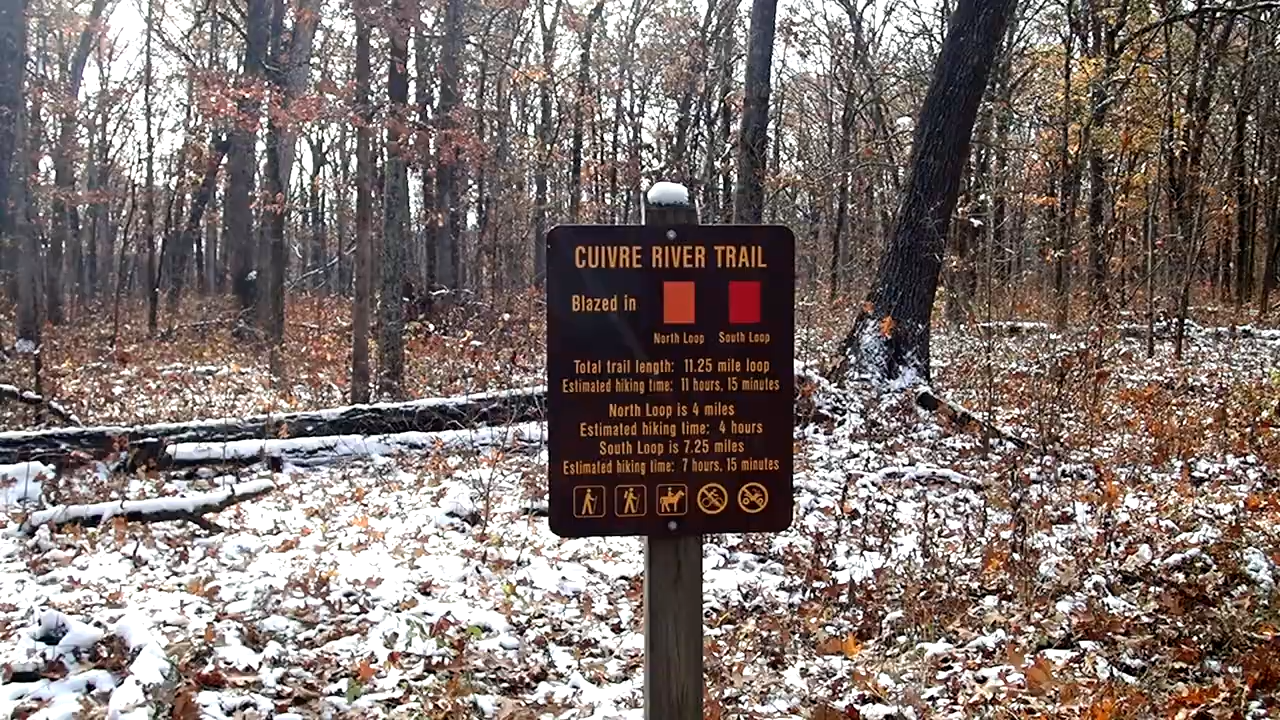 CUIVRE RIVER TRAIL
Blazed in
North Loop South Loop
Total trail length: 11.25 mile loop
Estimated hiking time: 11 hours, 15 minutes
North Loop is 4 miles
Estimated hiking time: 4 hours
South Loop is 7.25 miles
Estimated hiking time: 7 hours, 15 minutes